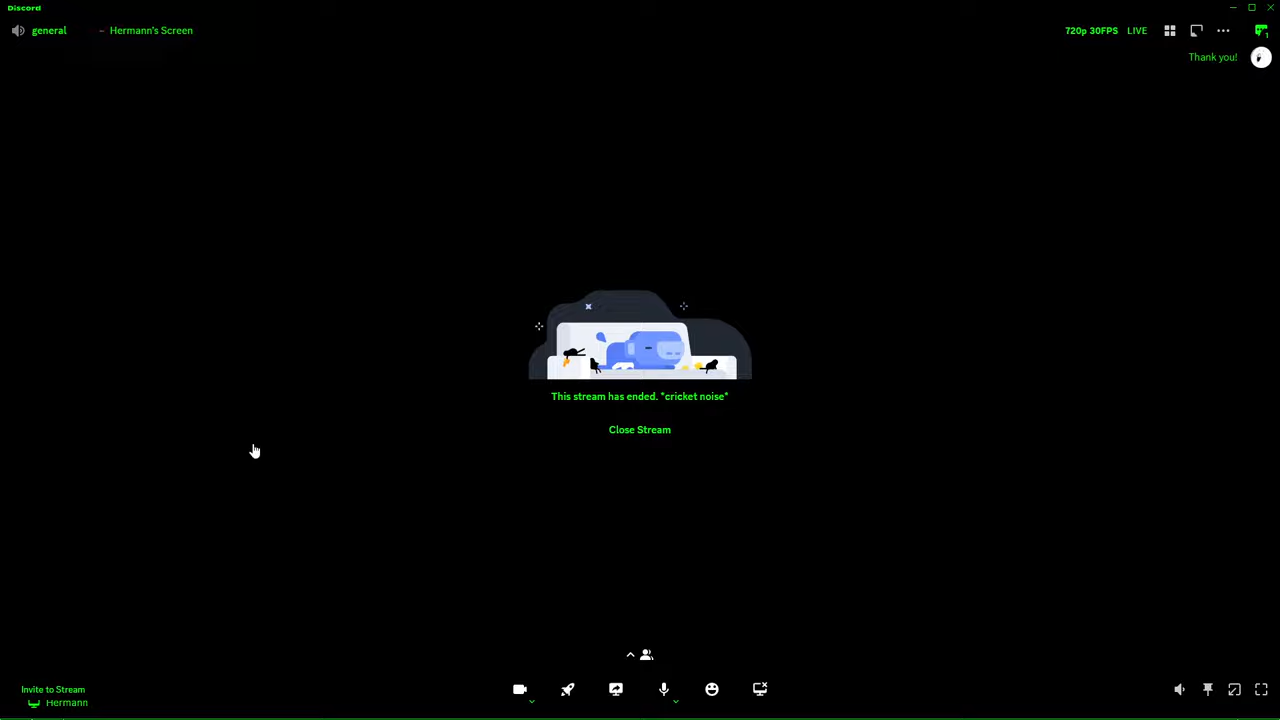 Discord
general
– Hermann's Screen
720p 30FPS LIVE
1
Thank you!
This stream has ended. *cricket noise*
Close Stream
Invite to Stream
Hermann